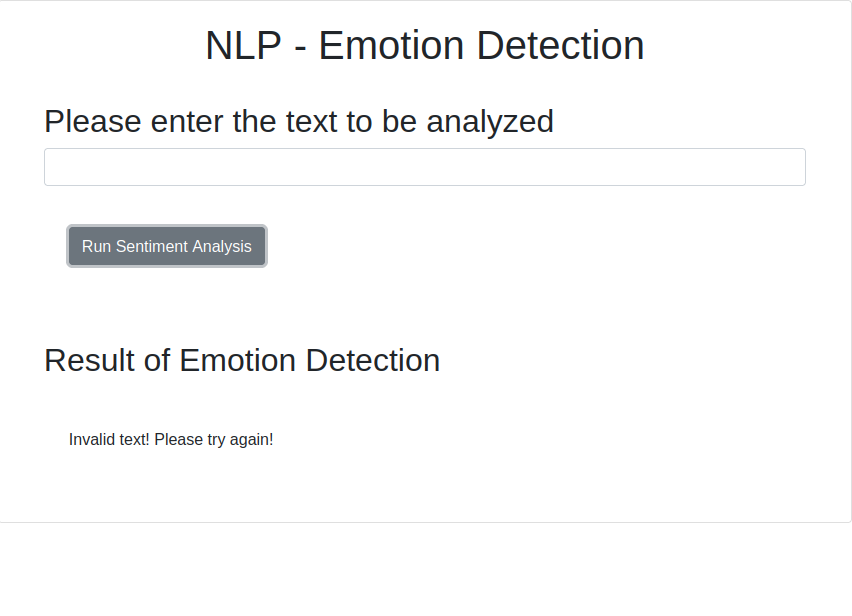 NLP - Emotion Detection
Please enter the text to be analyzed
Run Sentiment Analysis
Result of Emotion Detection
Invalid text! Please try again!